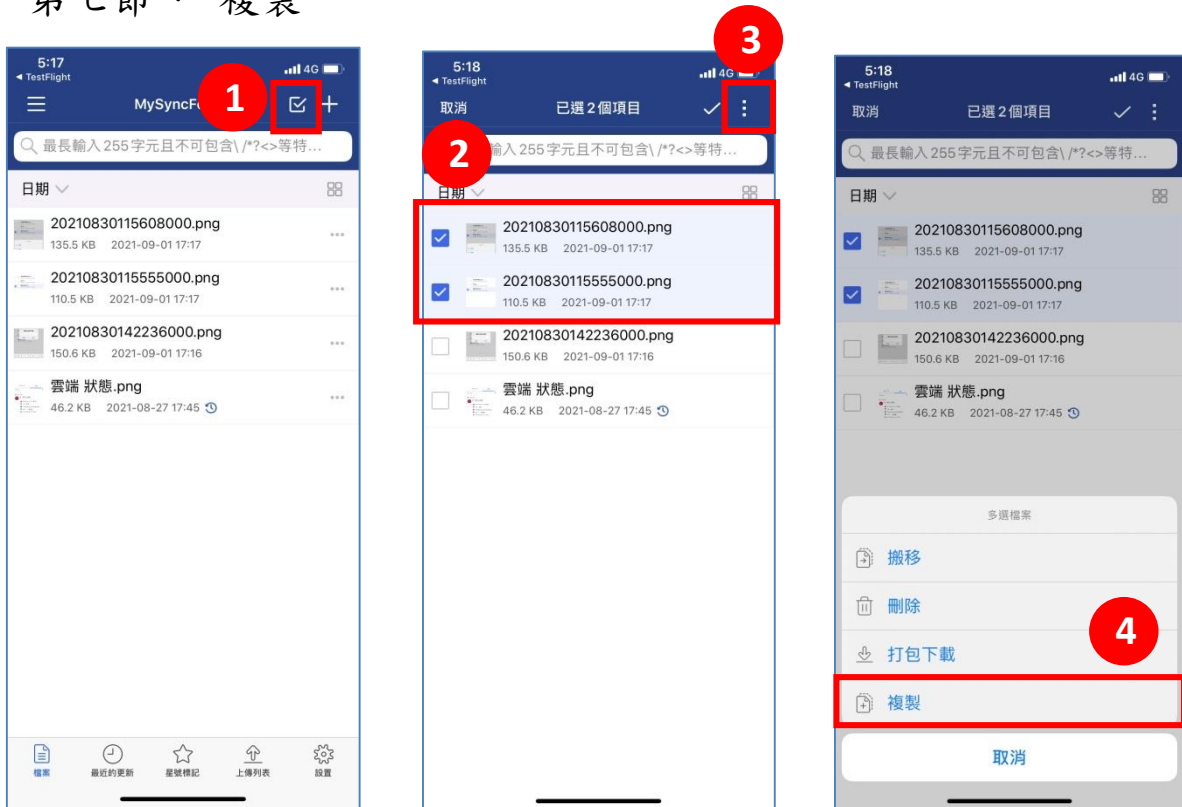 第七節、 複製
5:17
TestFlight
4G
MySyncF
1
最長輸入255字元且不可包含\ /*?<>等特...
日期
20210830115608000.png
135.5 KB 2021-09-01 17:17
20210830115555000.png
110.5 KB 2021-09-01 17:17
20210830142236000.png
150.6 KB 2021-09-01 17:16
雲端 狀態.png
46.2 KB 2021-08-27 17:45
檔案
最近的更新
星號標記
上傳列表
設置
3
5:18
TestFlight
4G
取消
已選2個項目
2
輸入255字元且不可包含\ /*?<>等特...
日期
20210830115608000.png
135.5 KB 2021-09-01 17:17
20210830115555000.png
110.5 KB 2021-09-01 17:17
20210830142236000.png
150.6 KB 2021-09-01 17:16
雲端 狀態.png
46.2 KB 2021-08-27 17:45
5:18
TestFlight
4G
取消
已選2個項目
最長輸入255字元且不可包含\ /*?<>等特...
日期
20210830115608000.png
135.5 KB 2021-09-01 17:17
20210830115555000.png
110.5 KB 2021-09-01 17:17
20210830142236000.png
150.6 KB 2021-09-01 17:16
雲端 狀態.png
46.2 KB 2021-08-27 17:45
多選檔案
搬移
刪除
4
打包下載
複製
取消